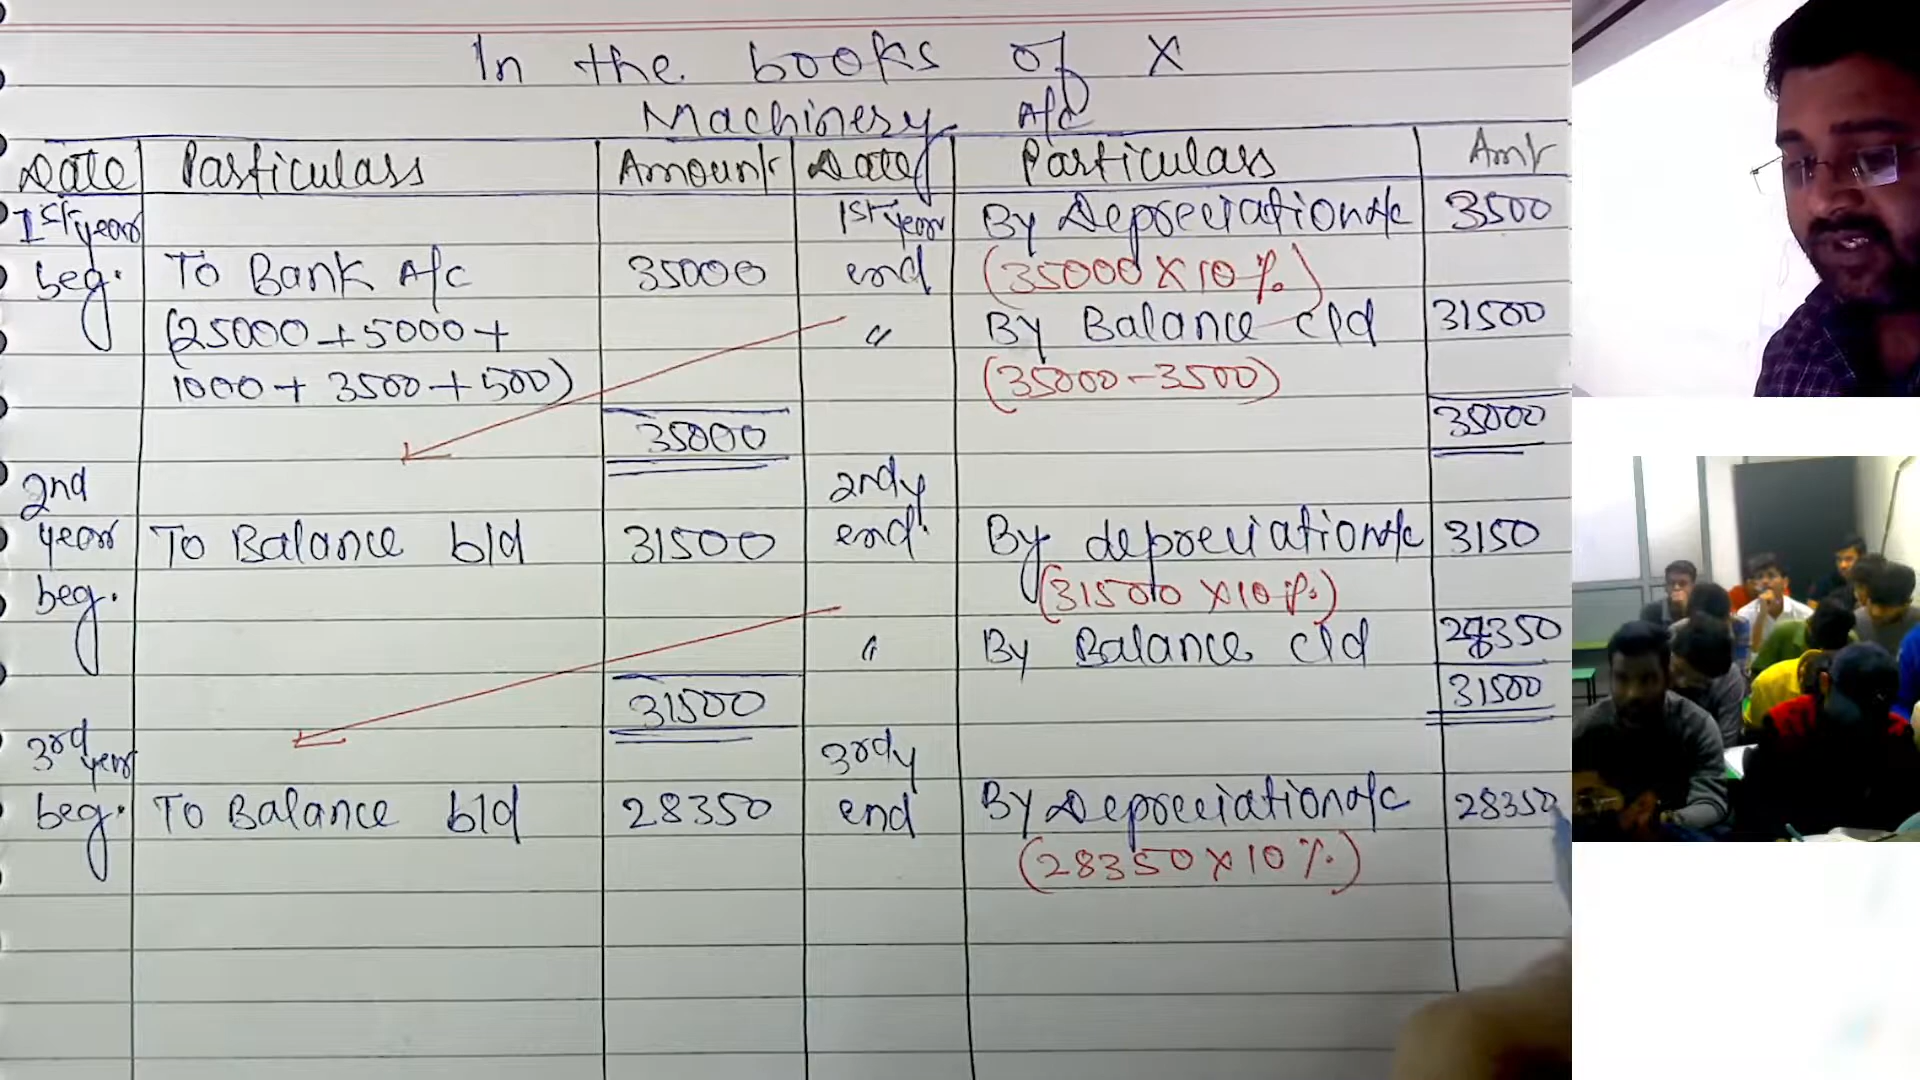 In the books of X
Machinery A/c
Date Particulars Amount Date Particulars Amt
1st year 1st year By Depreciation A/c 3500
beg. To Bank A/c 35000 end (35000 X 10%)
(25000 + 5000 + " By Balance c/d 31500
1000 + 3500 + 500) (35000 - 3500)
35000 35000
2nd 2nd y
year To Balance b/d 31500 end. By depreciation A/c 3150
beg. (31500 X 10%)
" By Balance c/d 28350
31500 31500
3rd year 3rd y
beg. To Balance b/d 28350 end By Depreciation A/c 28350
(28350 X 10%)